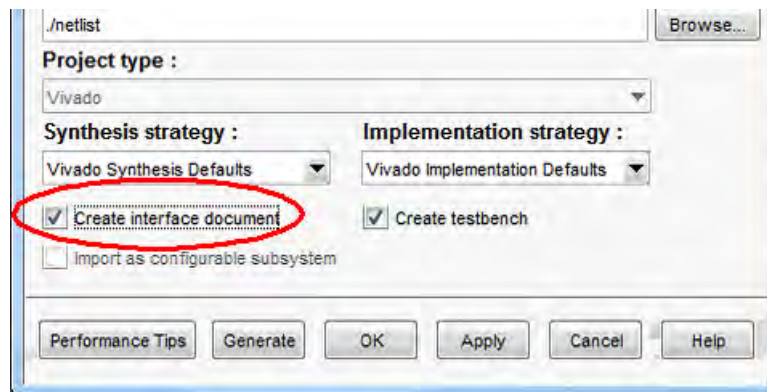 ./netlist
Browse...
Project type :
Vivado
Synthesis strategy :
Implementation strategy :
Vivado Synthesis Defaults
Vivado Implementation Defaults
Create interface document
Create testbench
Import as configurable subsystem
Performance Tips
Generate
OK
Apply
Cancel
Help